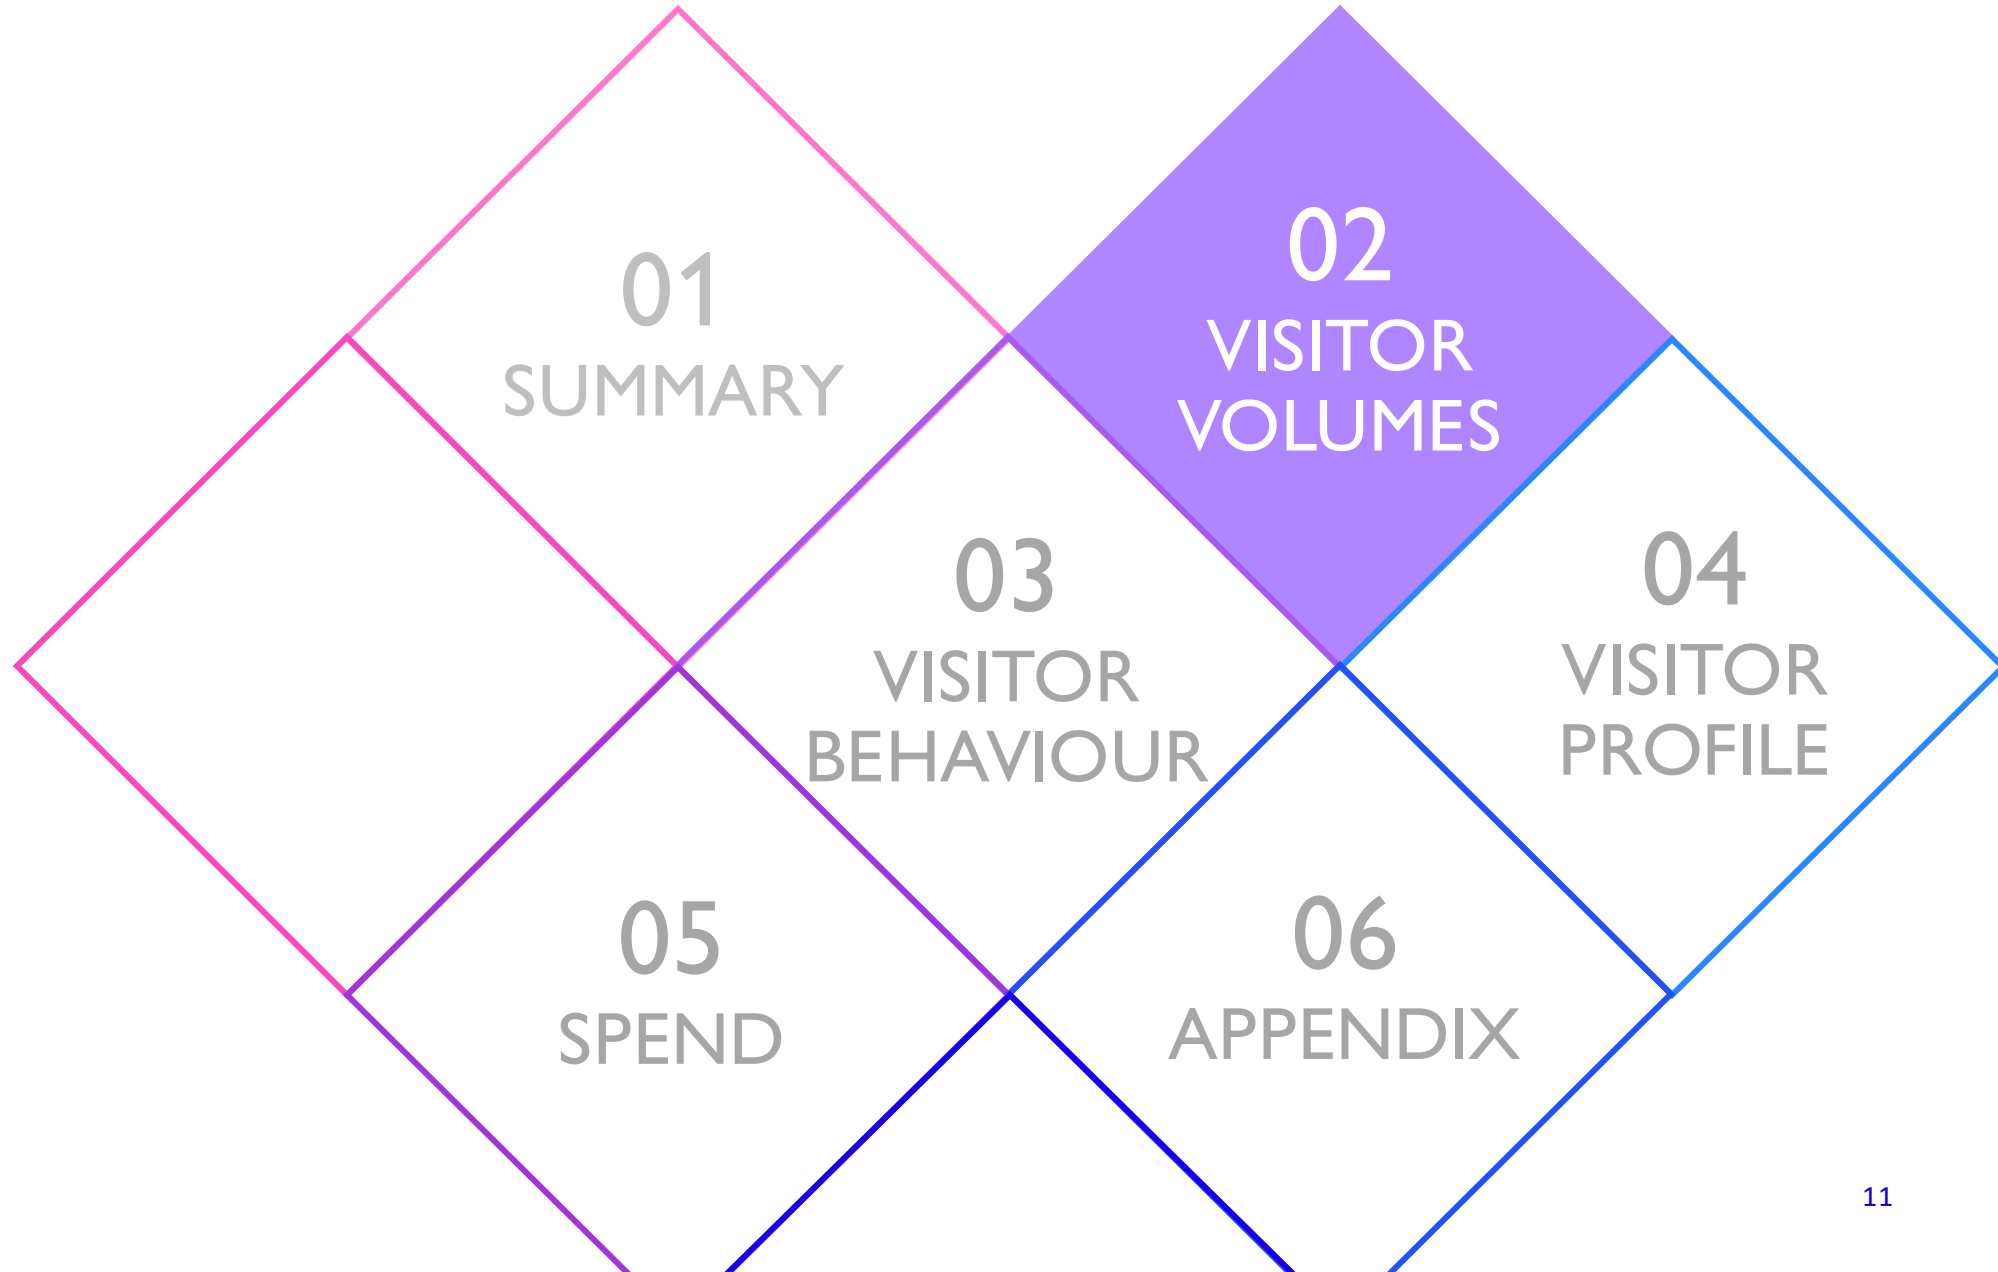 01
SUMMARY
02
VISITOR
VOLUMES
03
VISITOR
BEHAVIOUR
04
VISITOR
PROFILE
05
SPEND
06
APPENDIX
11